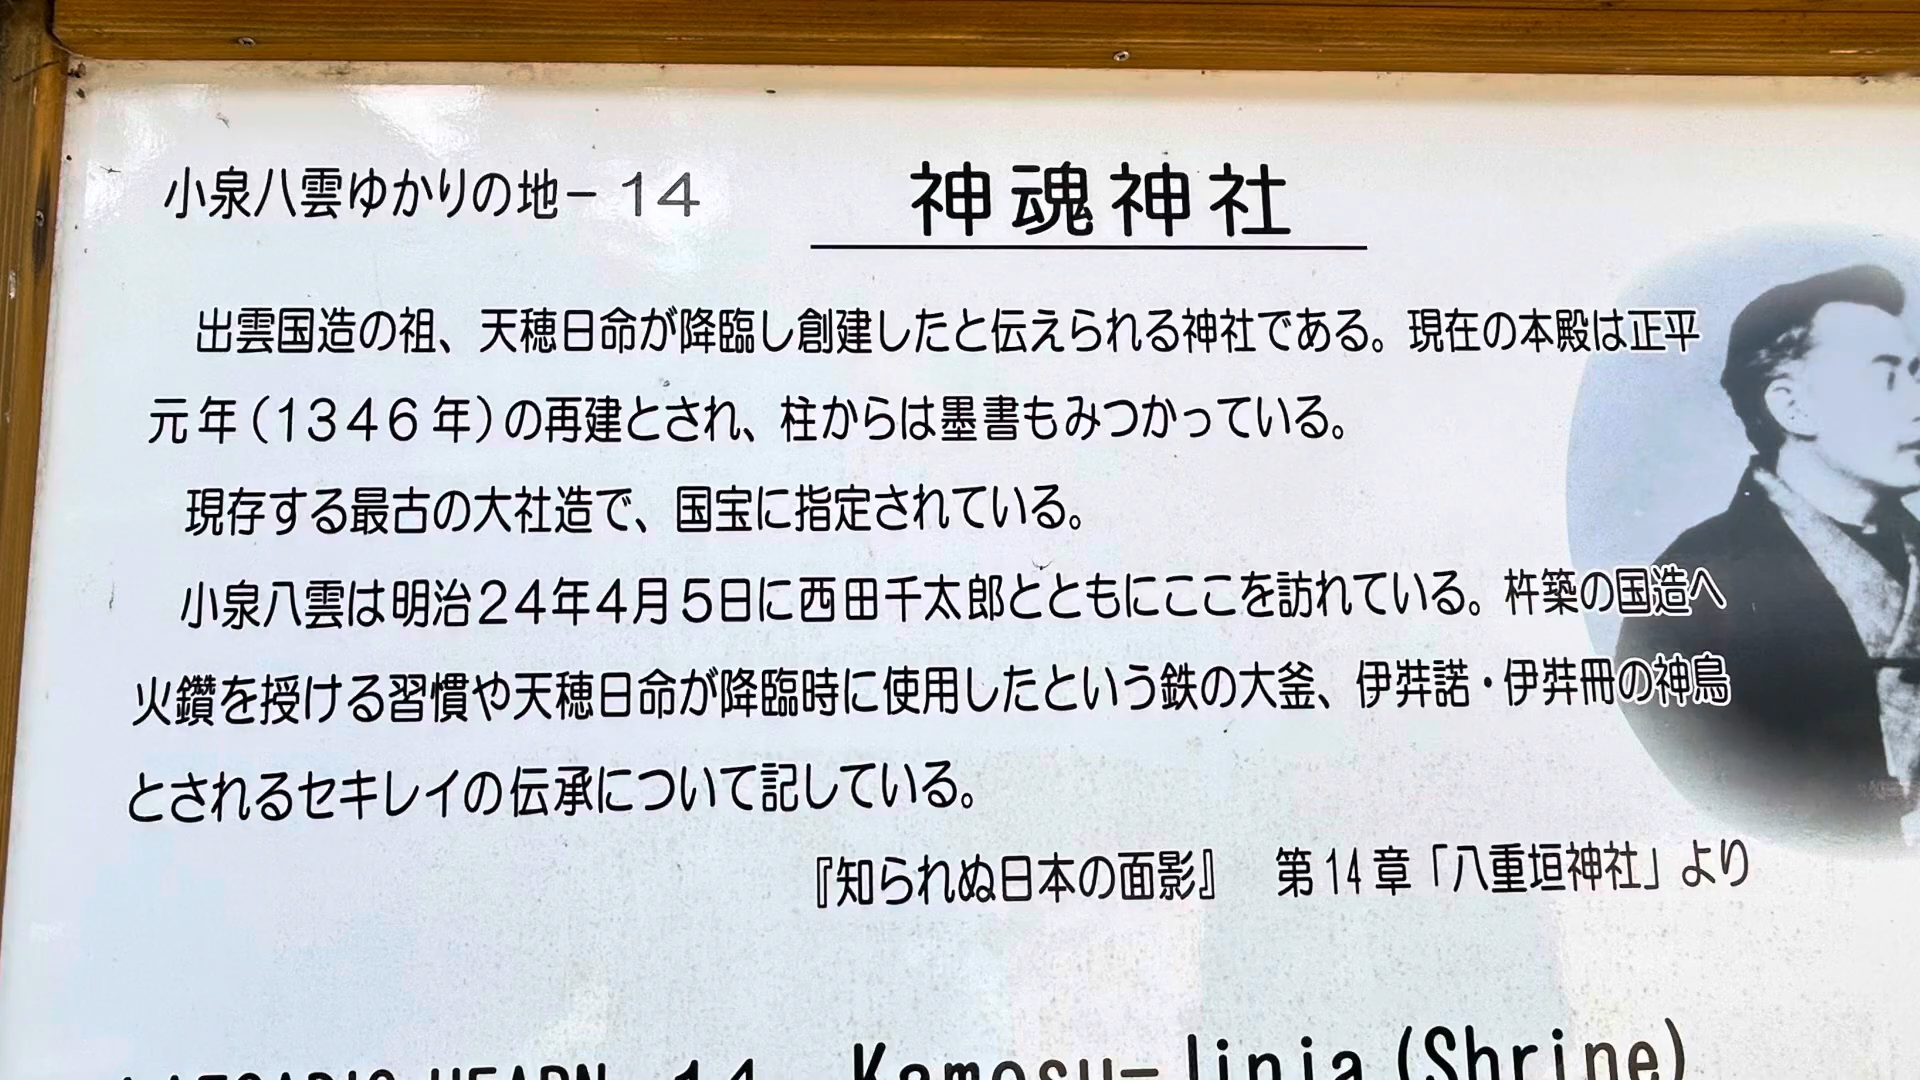 小泉八雲ゆかりの地－14
神魂神社
出雲国造の祖、天穂日命が降臨し創建したと伝えられる神社である。現在の本殿は正平
元年(1346年)の再建とされ、柱からは墨書もみつかっている。
現存する最古の大社造で、国宝に指定されている。
小泉八雲は明治24年4月5日に西田千太郎とともにここを訪れている。杵築の国造へ
火鑽を授ける習慣や天穂日命が降臨時に使用したという鉄の大釜、伊弉諾・伊弉冊の神鳥
とされるセキレイの伝承について記している。
『知られぬ日本の面影』　第14章「八重垣神社」より
LAFCADIO HEARN - 14 Kamosu-Jinja (Shrine)